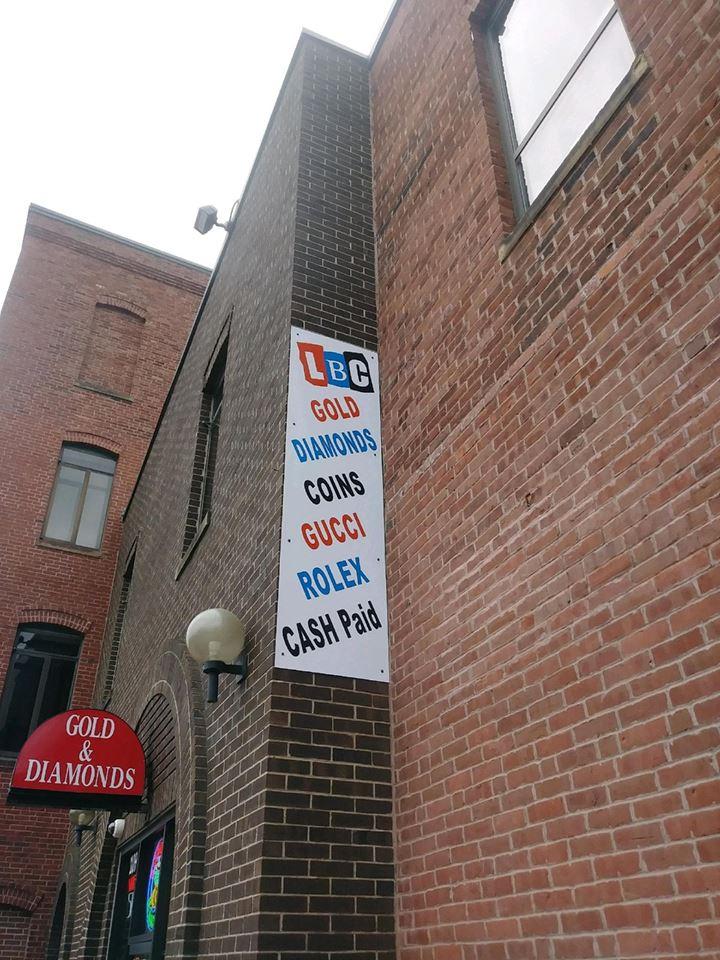 LBC
GOLD
DIAMONDS
COINS
GUCCI
ROLEX
CASH Paid
GOLD
&
DIAMONDS